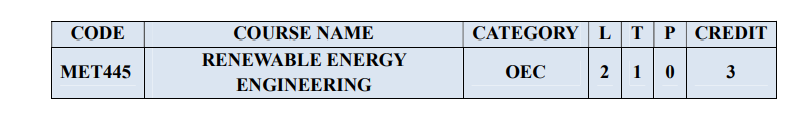 CODE COURSE NAME CATEGORY L T P CREDIT
MET445 RENEWABLE ENERGY ENGINEERING OEC 2 1 0 3